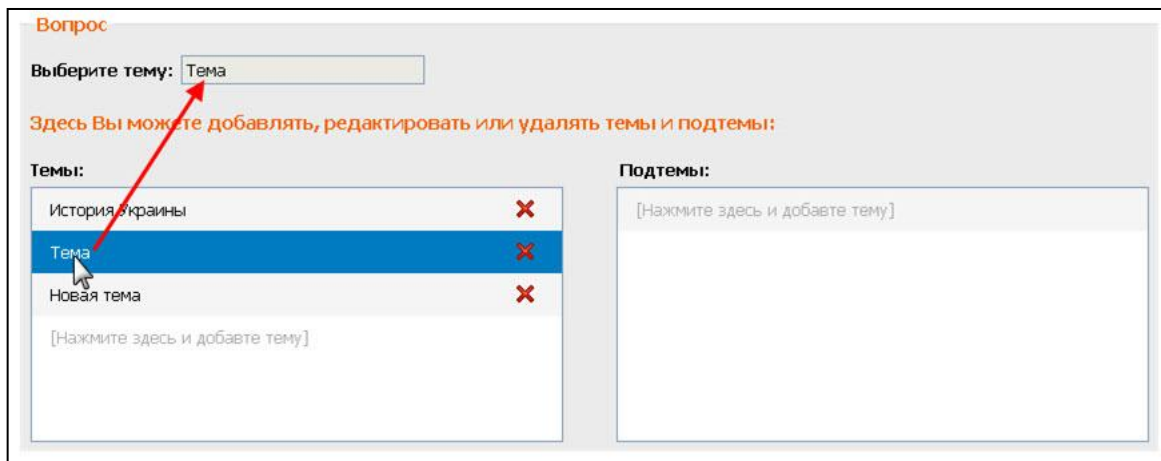 Вопрос
Выберите тему: Тема
Здесь Вы можете добавлять, редактировать или удалять темы и подтемы:
Темы:
История Украины
Тема
Новая тема
[Нажмите здесь и добавте тему]
Подтемы:
[Нажмите здесь и добавте тему]